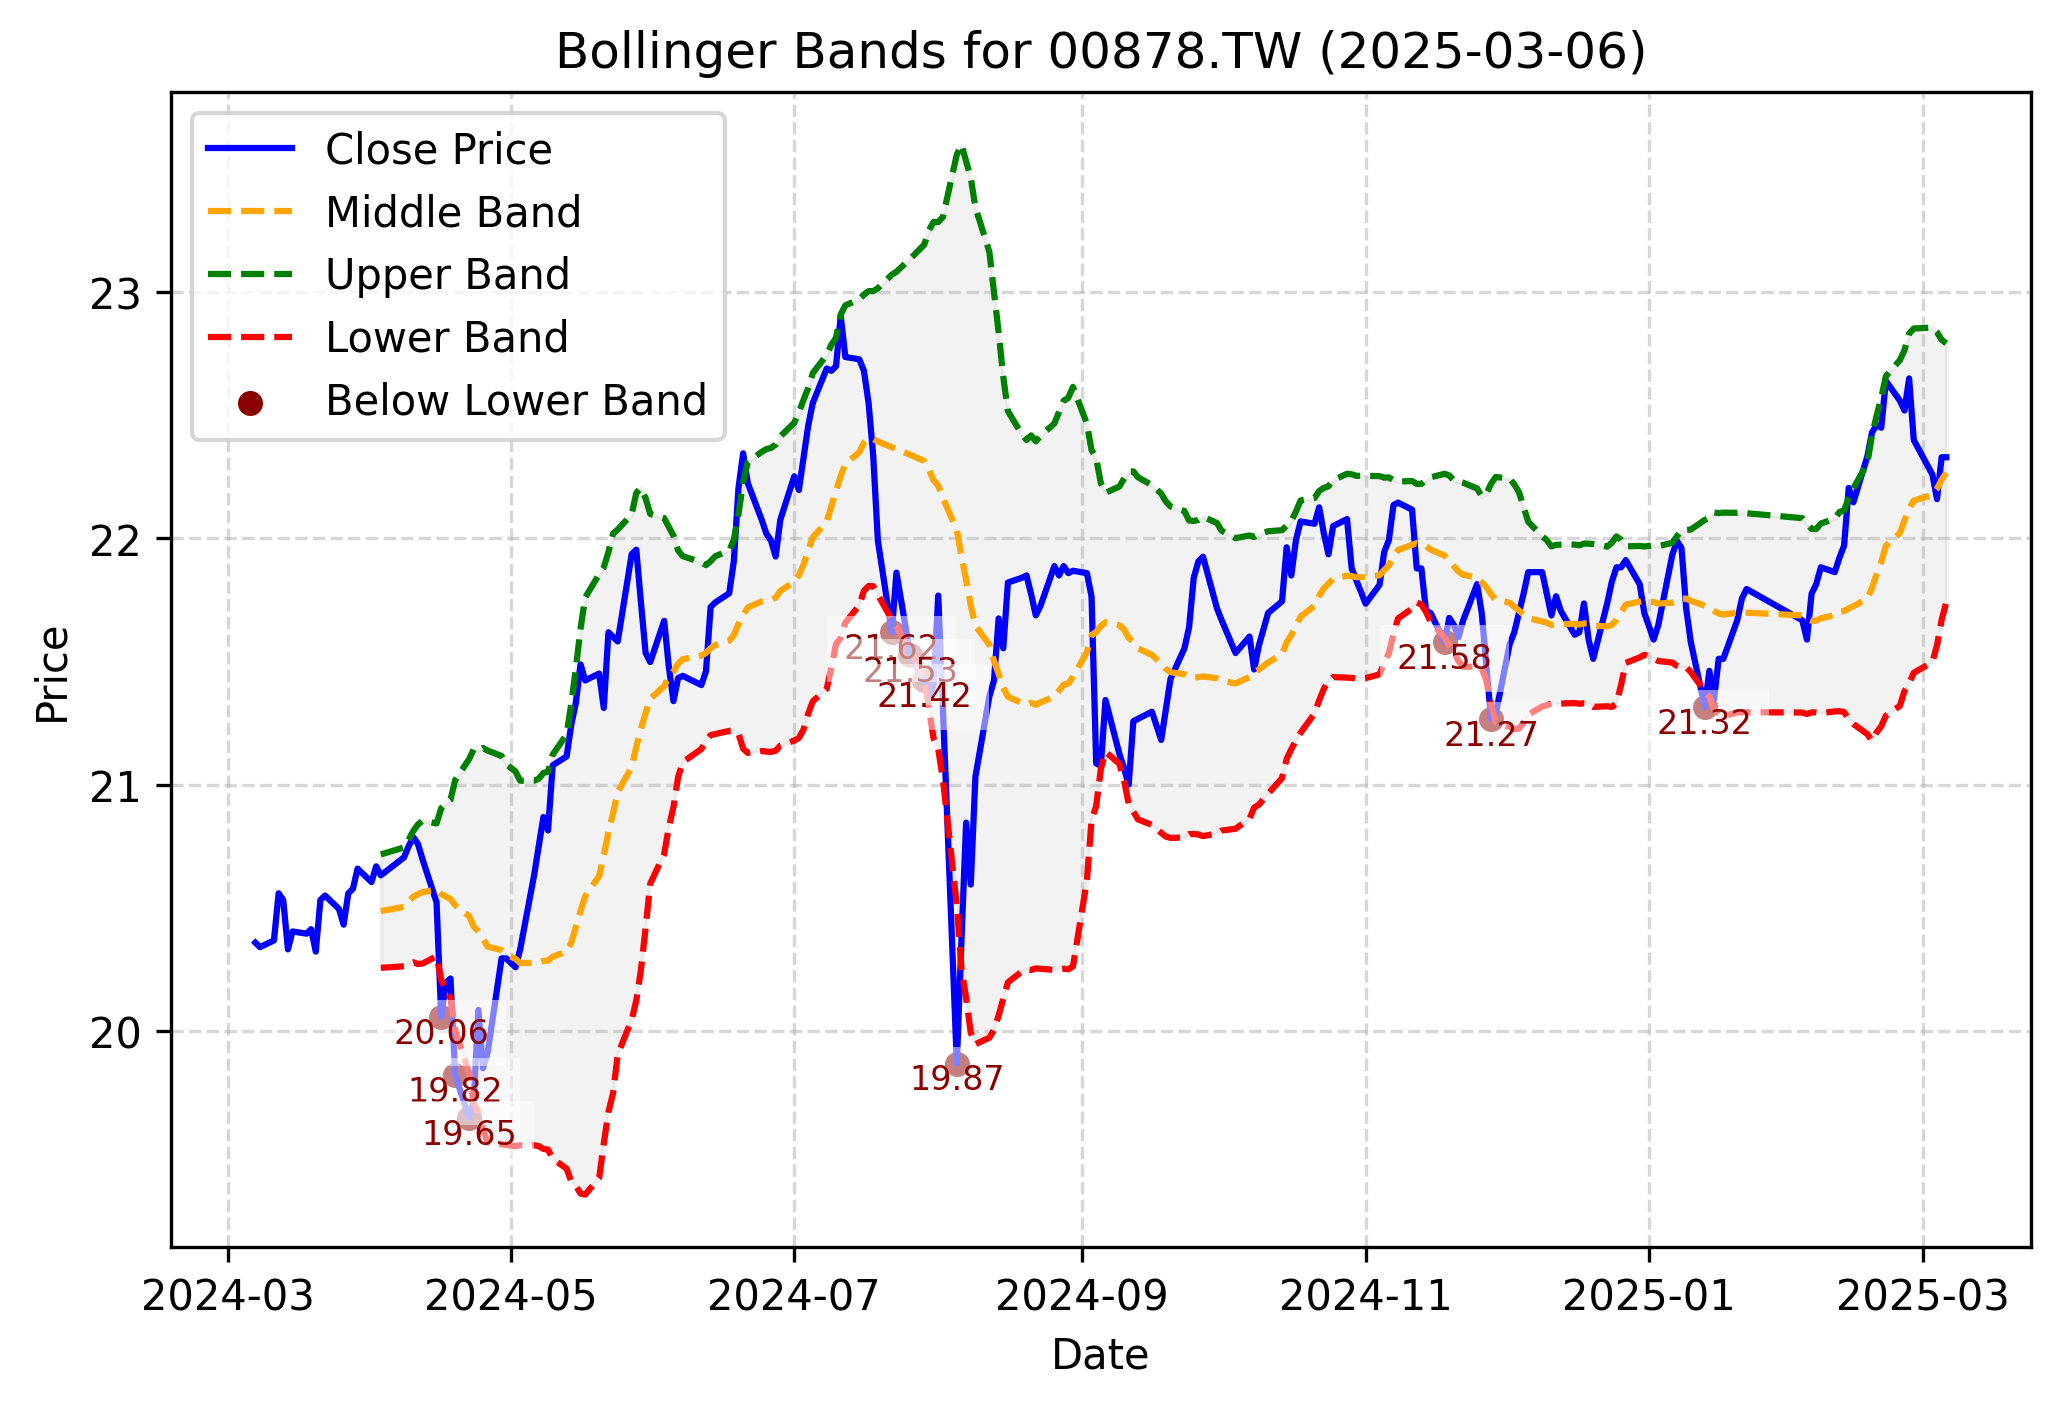 Bollinger Bands for 00878.TW (2025-03-06)
Close Price
Middle Band
Upper Band
Lower Band
Below Lower Band
Price
23
22
21
20
21.62
21.53
21.42
21.58
21.27
21.32
20.06
19.82
19.65
19.87
2024-03
2024-05
2024-07
2024-09
2024-11
2025-01
2025-03
Date